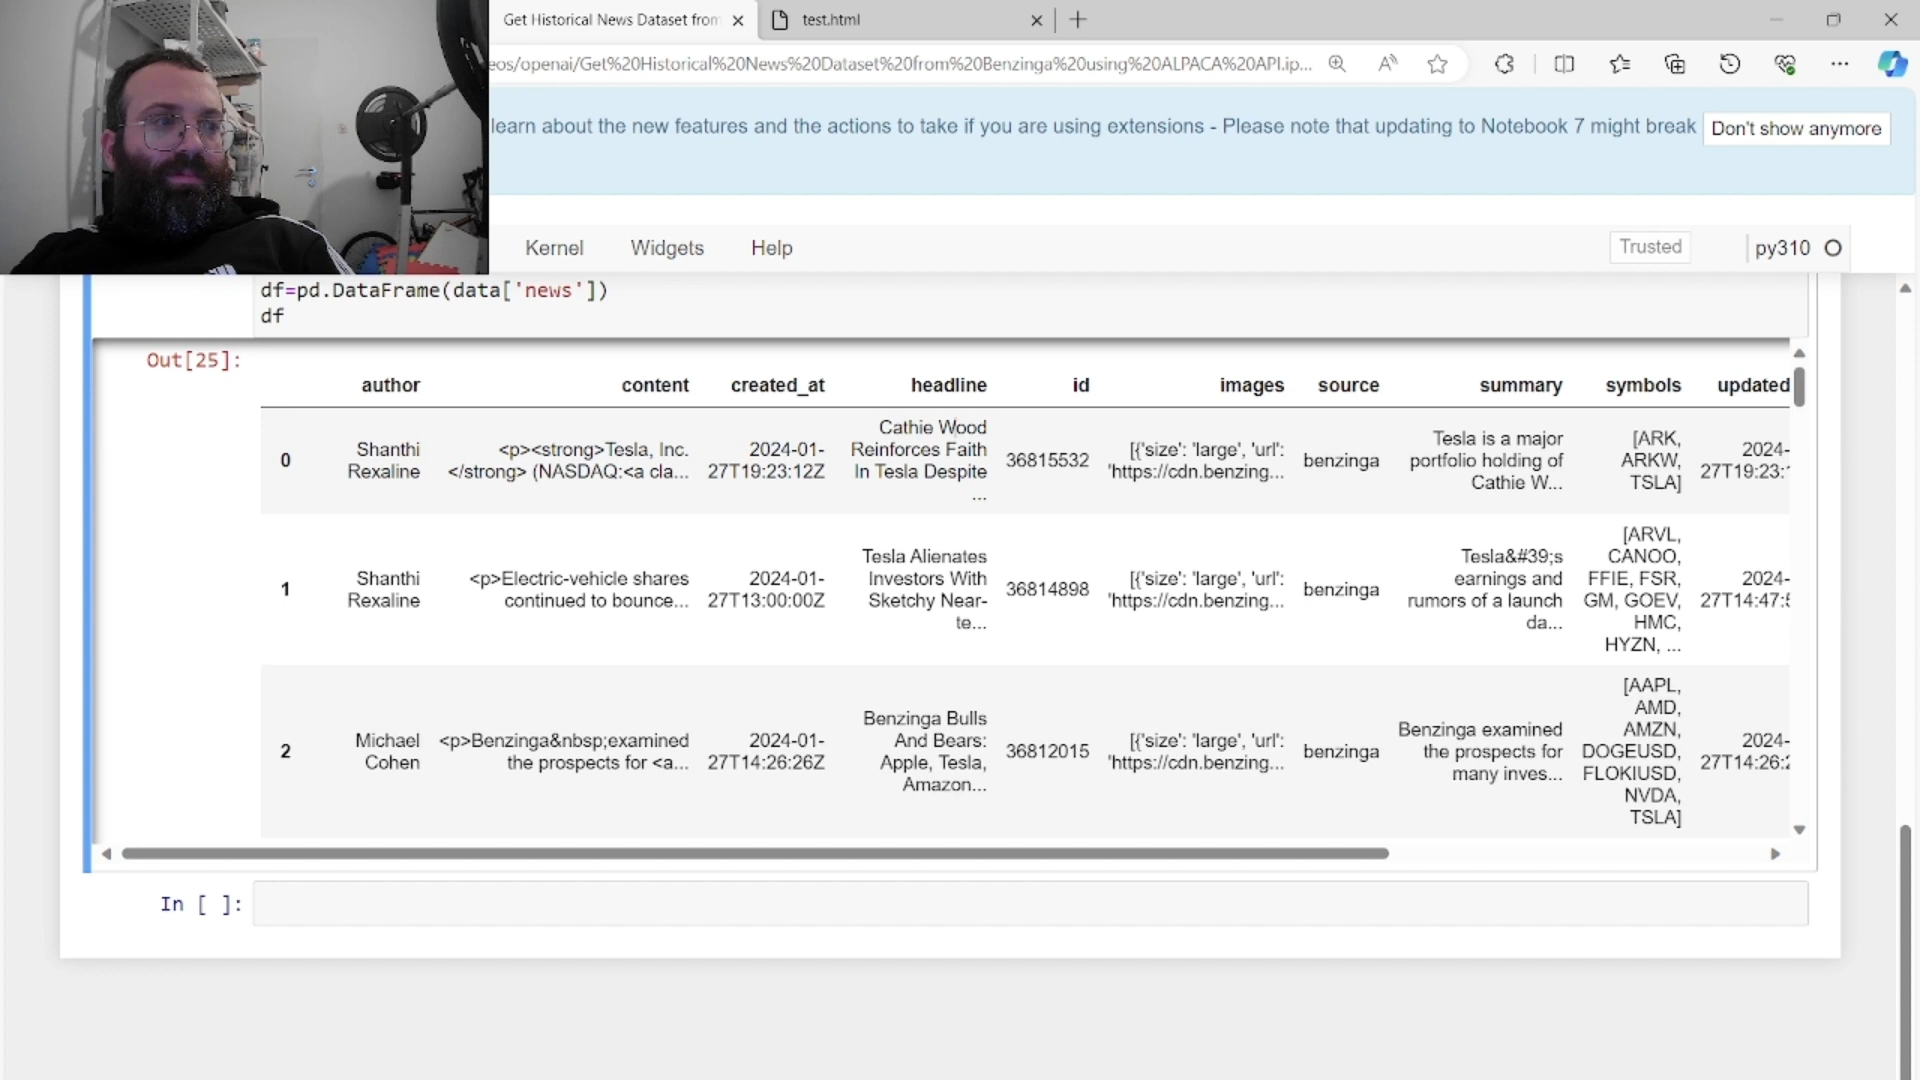 Get Historical News Dataset from
test.html
eos/openai/Get%20Historical%20News%20Dataset%20from%20Benzinga%20using%20ALPACA%20API.ip...
learn about the new features and the actions to take if you are using extensions - Please note that updating to Notebook 7 might break
Don't show anymore
Kernel Widgets Help
Trusted
py310
df=pd.DataFrame(data['news'])
df
Out[25]:
author content created_at headline id images source summary symbols updated
0
Shanthi
Rexaline
<p><strong>Tesla, Inc.
</strong> (NASDAQ:<a cla...
2024-01-
27T19:23:12Z
Cathie Wood
Reinforces Faith
In Tesla Despite
...
36815532
[{'size': 'large', 'url':
'https://cdn.benzing...
benzinga
Tesla is a major
portfolio holding of
Cathie W...
[ARK,
ARKW,
TSLA]
2024-
27T19:23:
1
Shanthi
Rexaline
<p>Electric-vehicle shares
continued to bounce...
2024-01-
27T13:00:00Z
Tesla Alienates
Investors With
Sketchy Near-
te...
36814898
[{'size': 'large', 'url':
'https://cdn.benzing...
benzinga
Tesla&#39;s
earnings and
rumors of a launch
da...
[ARVL,
CANOO,
FFIE, FSR,
GM, GOEV,
HMC,
HYZN, ...
2024-
27T14:47:
2
Michael
Cohen
<p>Benzinga&nbsp;examined
the prospects for <a...
2024-01-
27T14:26:26Z
Benzinga Bulls
And Bears:
Apple, Tesla,
Amazon...
36812015
[{'size': 'large', 'url':
'https://cdn.benzing...
benzinga
Benzinga examined
the prospects for
many inves...
[AAPL,
AMD,
AMZN,
DOGEUSD,
FLOKIUSD,
NVDA,
TSLA]
2024-
27T14:26:
In [ ]: